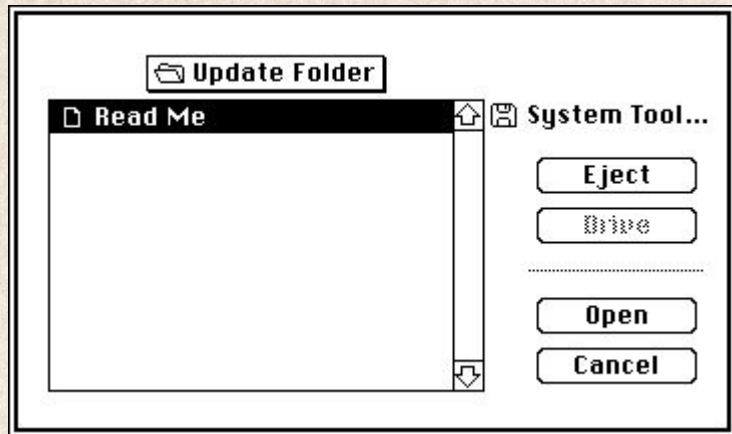 Update Folder
Read Me
System Tool...
Eject
Drive
Open
Cancel